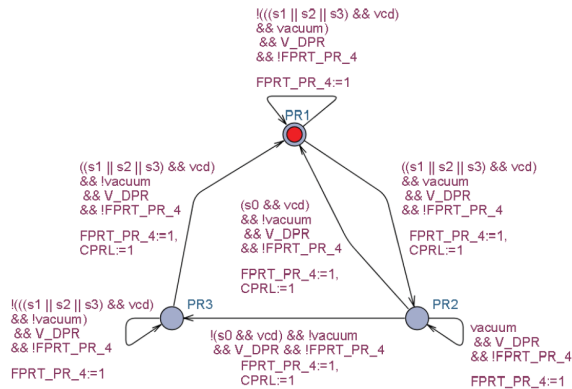 !(((s1 || s2 || s3) && vcd)
&& vacuum)
&& V_DPR
&& !FPRT_PR_4
FPRT_PR_4:=1
PR1
((s1 || s2 || s3) && vcd)
&& !vacuum
&& V_DPR
&& !FPRT_PR_4
FPRT_PR_4:=1,
CPRL:=1
(s0 && vcd)
&& !vacuum
&& V_DPR
&& !FPRT_PR_4
FPRT_PR_4:=1,
CPRL:=1
((s1 || s2 || s3) && vcd)
&& vacuum
&& V_DPR
&& !FPRT_PR_4
FPRT_PR_4:=1,
CPRL:=1
PR3
PR2
!(((s1 || s2 || s3) && vcd)
&& !vacuum)
&& V_DPR
&& !FPRT_PR_4
FPRT_PR_4:=1
!(s0 && vcd) && !vacuum
&& V_DPR && !FPRT_PR_4
FPRT_PR_4:=1,
CPRL:=1
vacuum
&& V_DPR
&& !FPRT_PR_4
FPRT_PR_4:=1